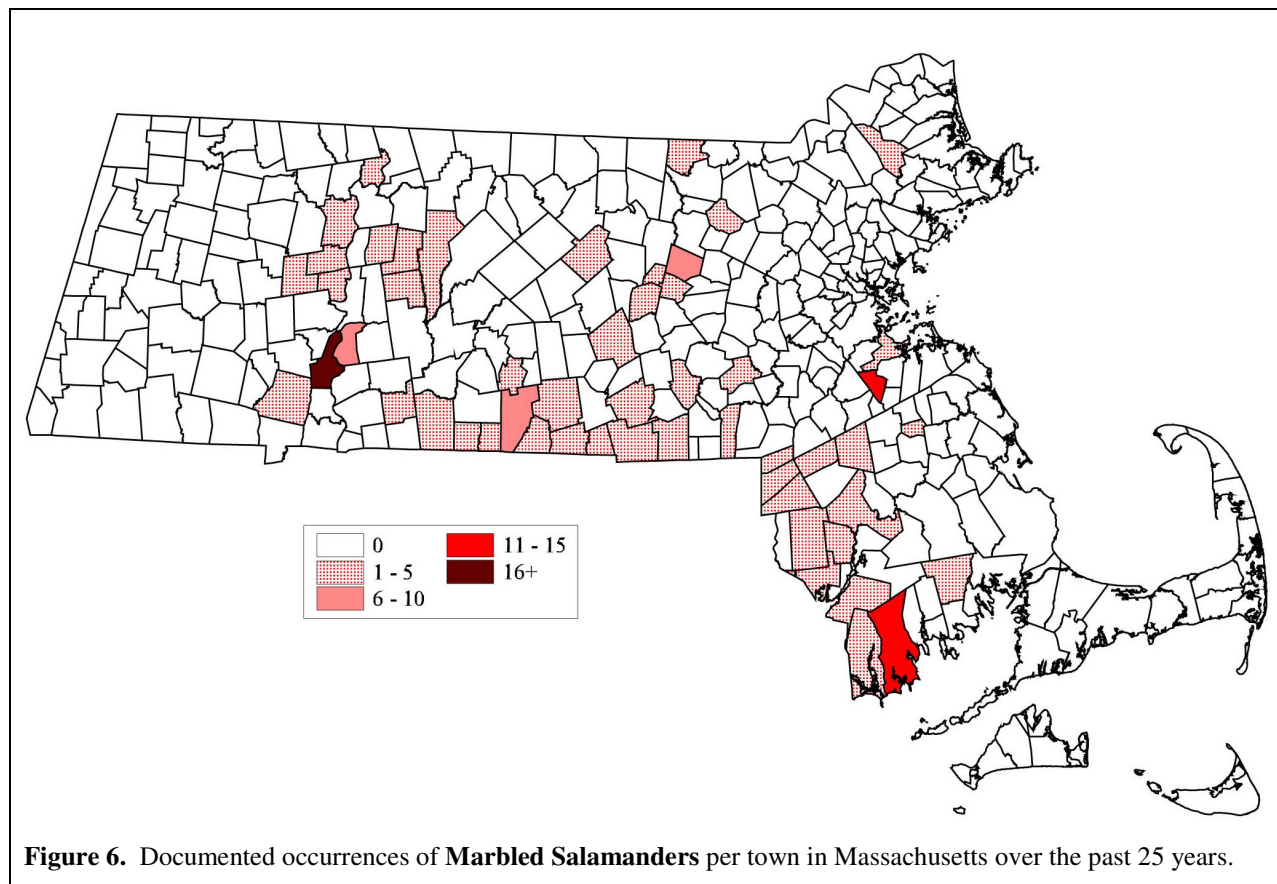 0
1 - 5
6 - 10
11 - 15
16+
Figure 6. Documented occurrences of Marbled Salamanders per town in Massachusetts over the past 25 years.